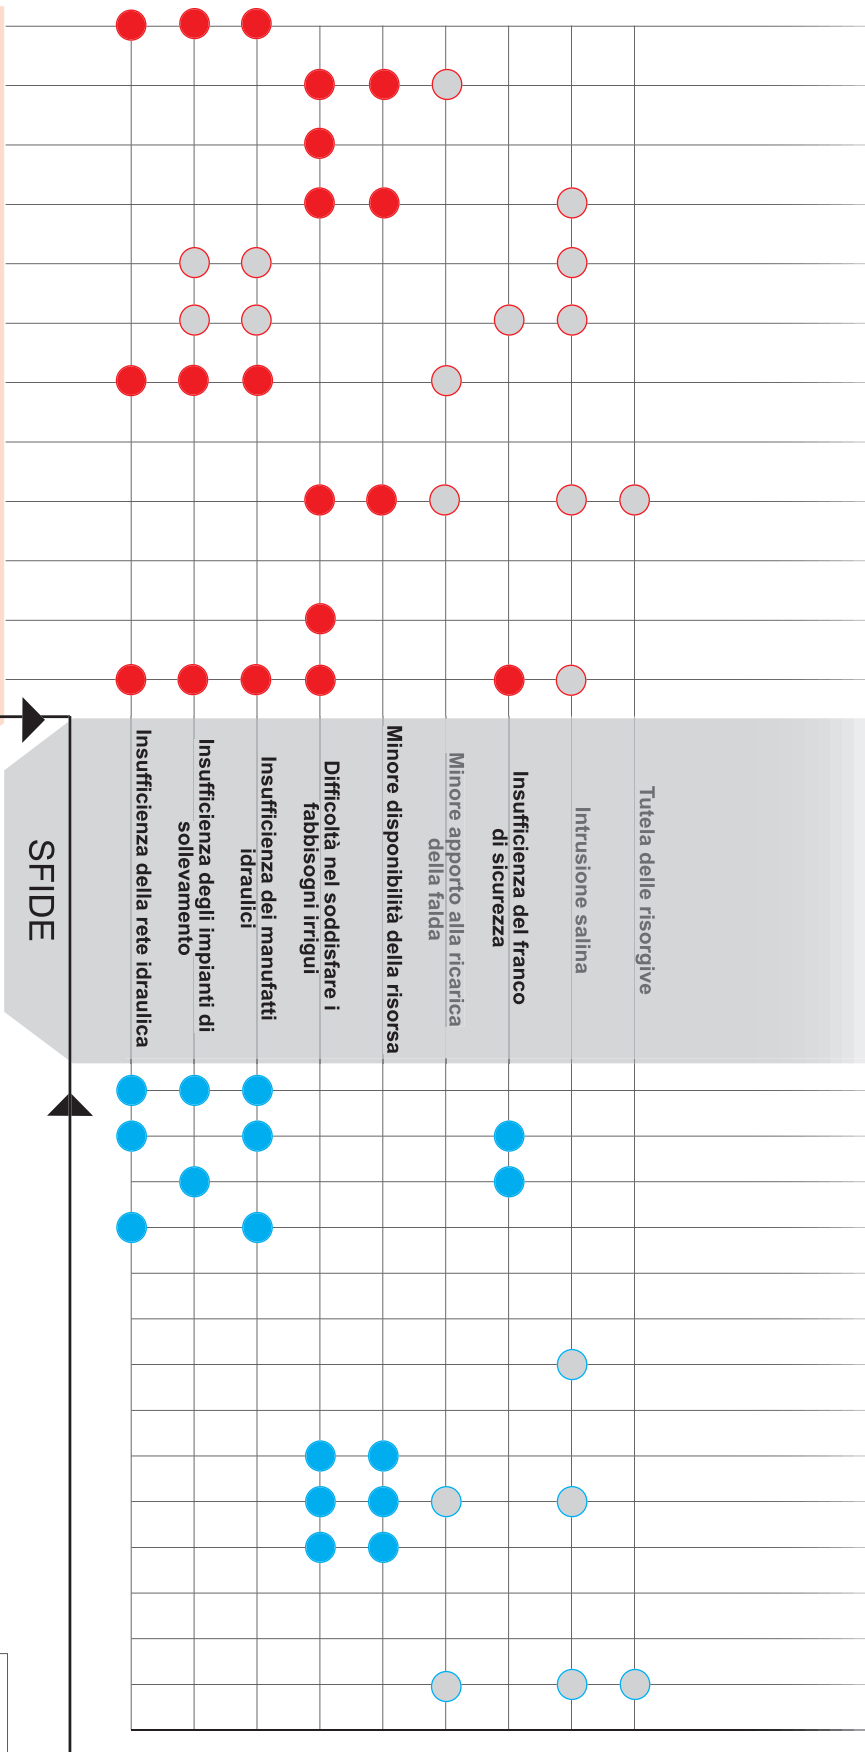 SFIDE
Insufficienza della rete idraulica
Insufficienza degli impianti di
sollevamento
Insufficienza dei manufatti
idraulici
Difficoltà nel soddisfare i
fabbisogni irrigui
Minore disponibilità della risorsa
Minore apporto alla ricarica
della falda
Insufficienza del franco
di sicurezza
Intrusione salina
Tutela delle risorgive